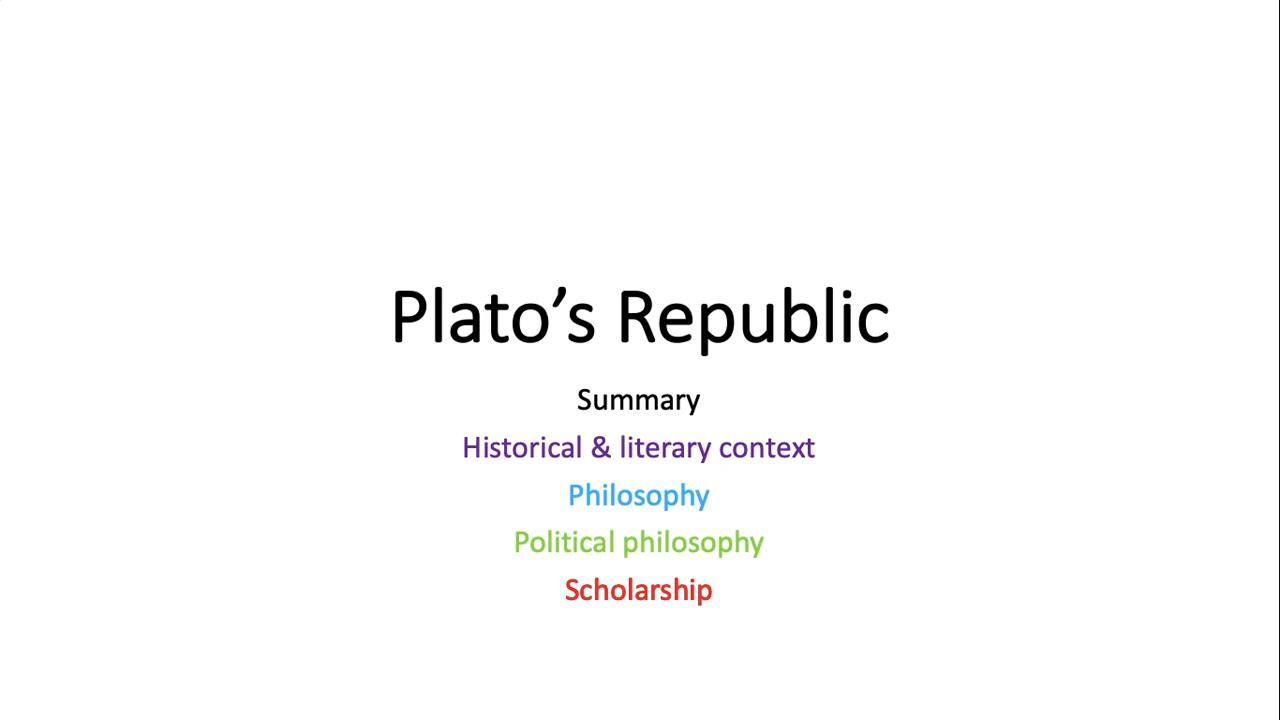 Plato’s Republic
Summary
Historical & literary context
Philosophy
Political philosophy
Scholarship